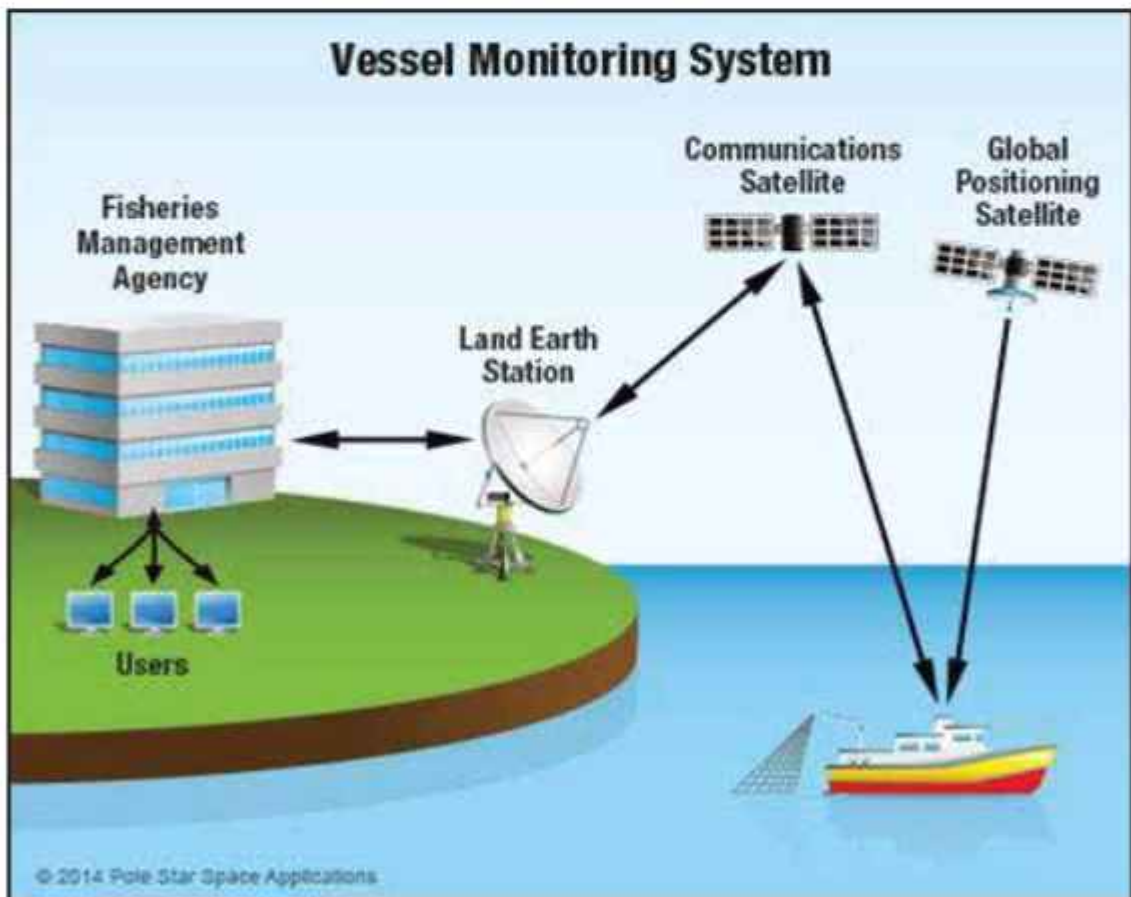 Vessel Monitoring System
Communications
Satellite
Global
Positioning
Satellite
Fisheries
Management
Agency
Land Earth
Station
Users
© 2014 Pole Star Space Applications